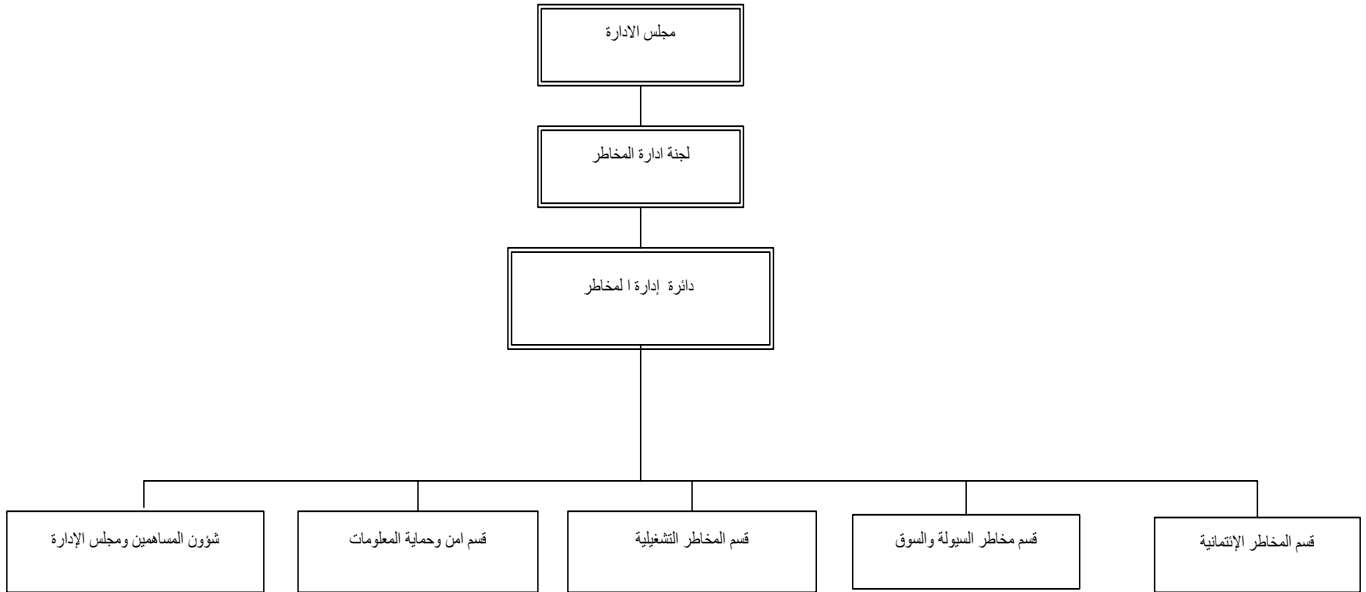 مجلس الادارة
لجنة ادارة المخاطر
دائرة إدارة ا لمخاطر
قسم المخاطر الإئتمانية
قسم مخاطر السيولة والسوق
قسم المخاطر التشغيلية
قسم امن وحماية المعلومات
شؤون المساهمين ومجلس الإدارة